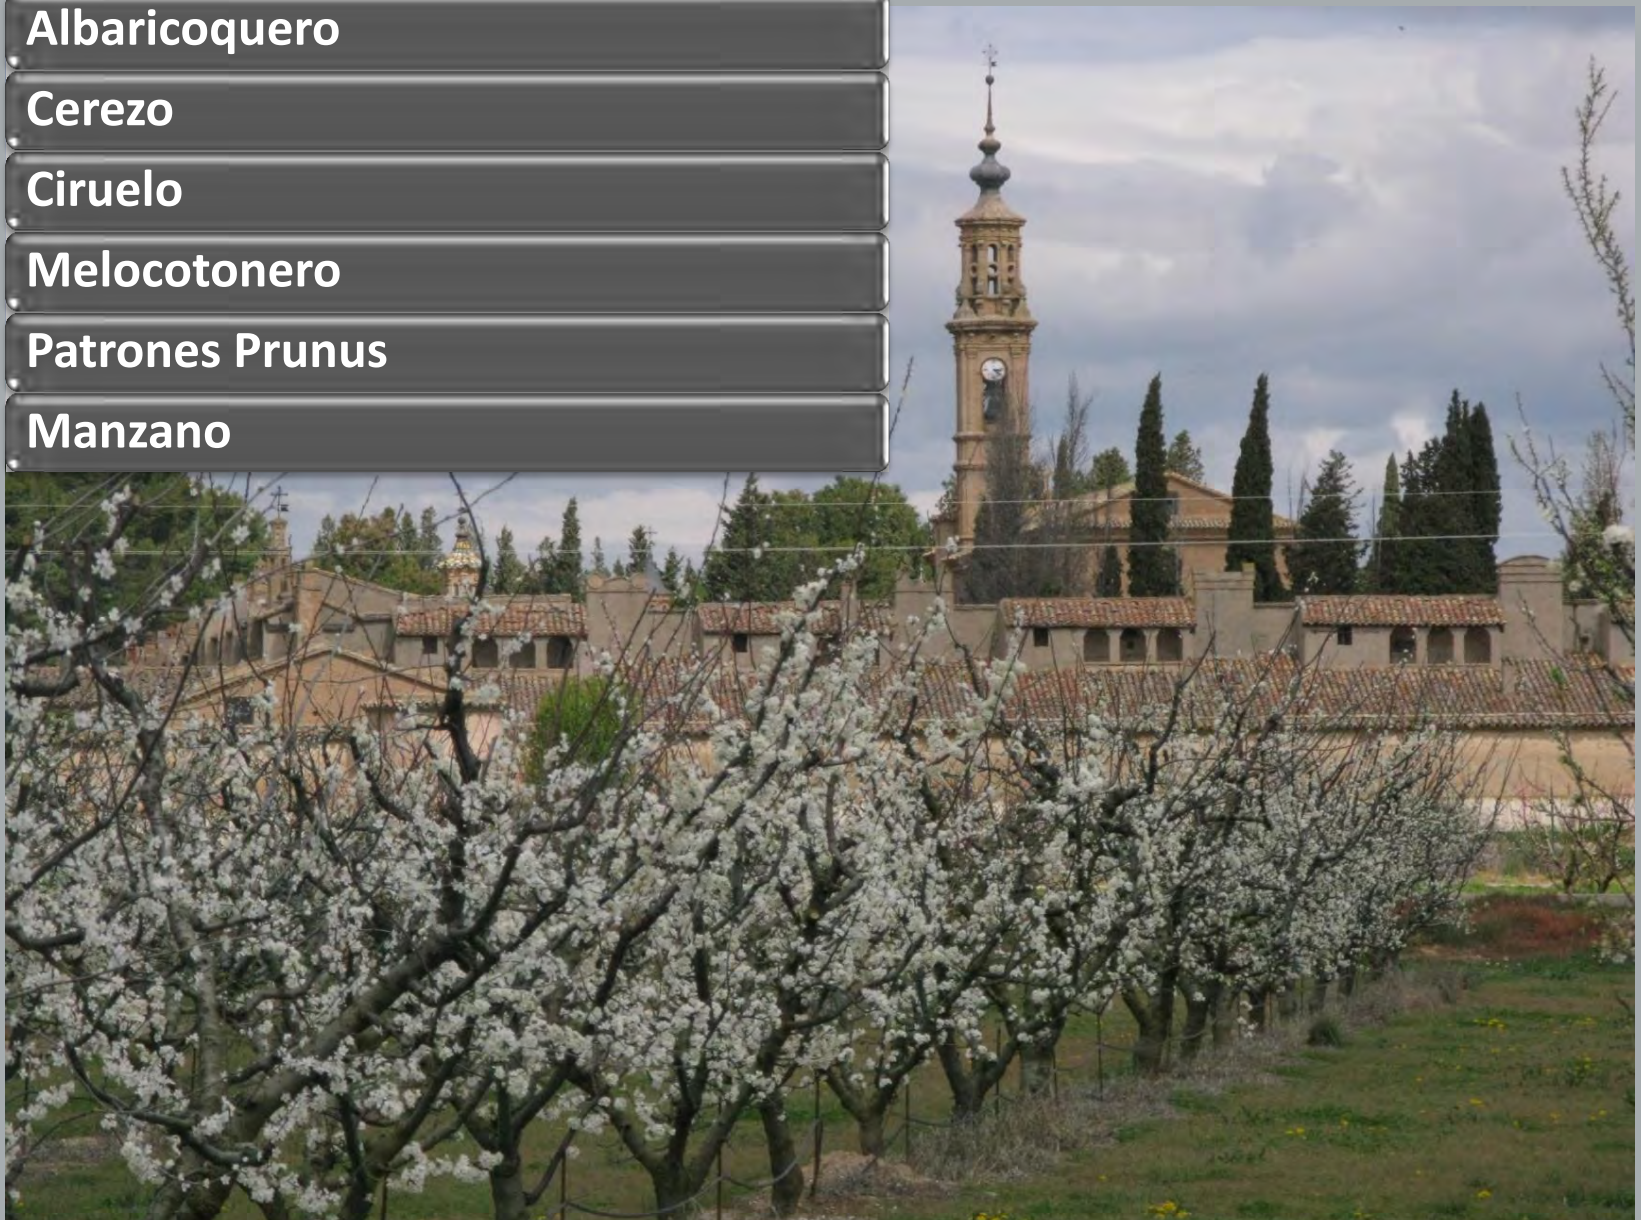 Albaricoquero
Cerezo
Ciruelo
Melocotonero
Patrones Prunus
Manzano